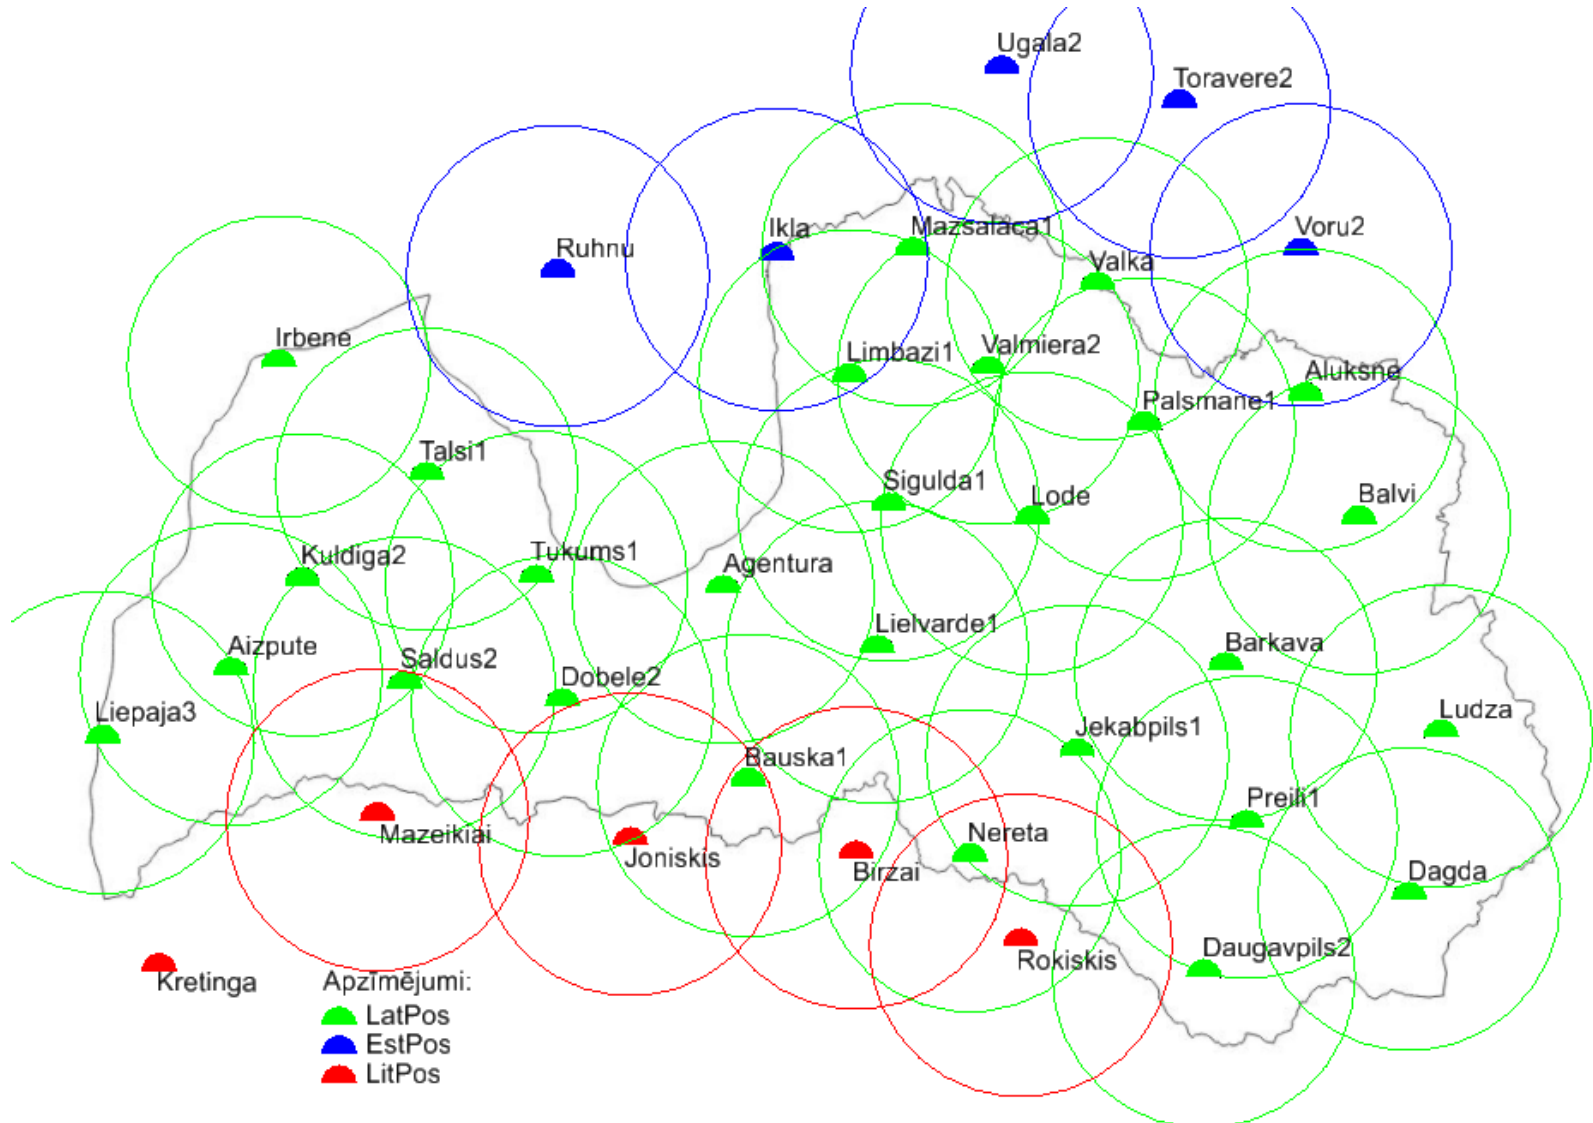 Ugala2
Toravere2
Ikla
Mazsalaca1
Voru2
Ruhnu
Valka
Irbene
Limbazi1
Valmiera2
Aluksne
Palsmane1
Talsi1
Sigulda1
Lode
Balvi
Kuldiga2
Tukums1
Agentura
Lielvarde1
Aizpute
Saldus2
Dobele2
Barkava
Liepaja3
Jekabpils1
Ludza
Bauska1
Preili1
Mazeikiai
Joniskis
Nereta
Birzai
Dagda
Daugavpils2
Rokiskis
Kretinga
Apzīmējumi:
LatPos
EstPos
LitPos